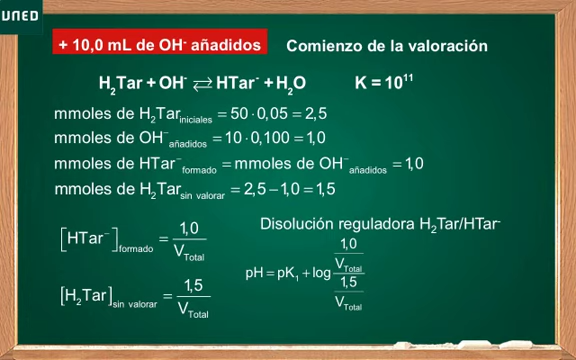 UNED
+ 10,0 mL de OH⁻ añadidos
Comienzo de la valoración
H₂Tar + OH⁻ ⇄ HTar⁻ + H₂O K = 10¹¹
mmoles de H₂Tar iniciales = 50·0,05 = 2,5
mmoles de OH⁻ añadidos = 10·0,100 = 1,0
mmoles de HTar⁻ formado = mmoles de OH⁻ añadidos = 1,0
mmoles de H₂Tar sin valorar = 2,5 – 1,0 = 1,5
[HTar⁻] formado = 1,0 / V Total
[H₂Tar] sin valorar = 1,5 / V Total
Disolución reguladora H₂Tar/HTar⁻
pH = pK₁ + log (1,0 / V Total) / (1,5 / V Total)